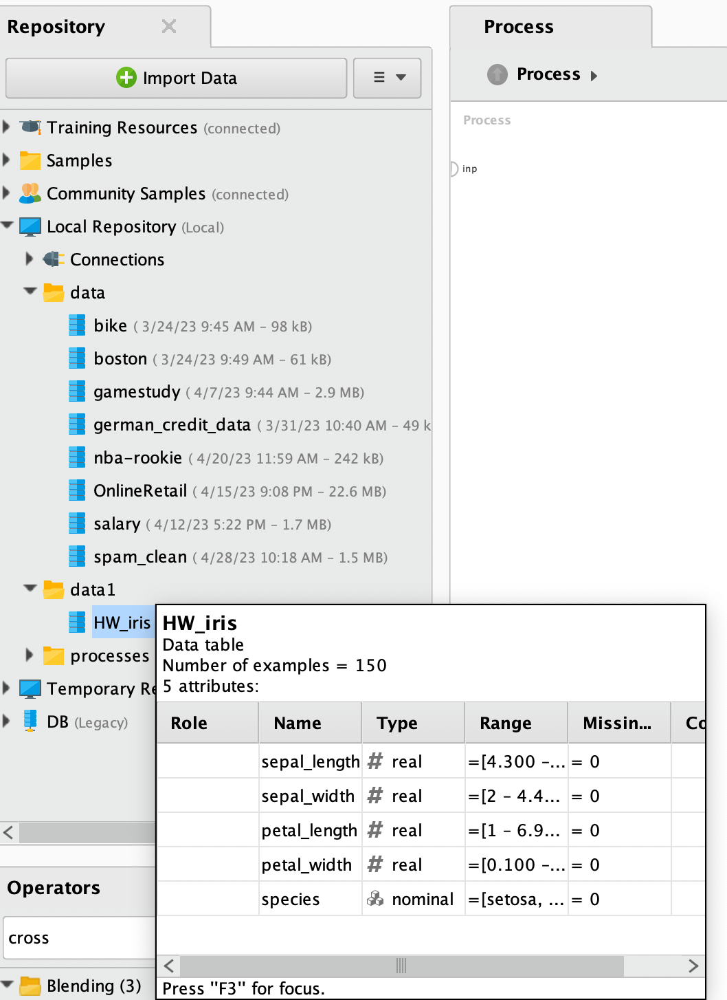 Repository
Process
Import Data
Process
Training Resources (connected)
Process
Samples
inp
Community Samples (connected)
Local Repository (Local)
Connections
data
bike ( 3/24/23 9:45 AM – 98 kB)
boston ( 3/24/23 9:49 AM – 61 kB)
gamestudy ( 4/7/23 9:44 AM – 2.9 MB)
german_credit_data ( 3/31/23 10:40 AM – 49 k
nba-rookie ( 4/20/23 11:59 AM – 242 kB)
OnlineRetail ( 4/15/23 9:08 PM – 22.6 MB)
salary ( 4/12/23 5:22 PM – 1.7 MB)
spam_clean ( 4/28/23 10:18 AM – 1.5 MB)
data1
HW_iris
processes
Temporary Re
DB (Legacy)
HW_iris
Data table
Number of examples = 150
5 attributes:
Role Name Type Range Missin... Co
sepal_length # real =[4.300 –... = 0
sepal_width # real =[2 – 4.4... = 0
petal_length # real =[1 – 6.9... = 0
petal_width # real =[0.100 –... = 0
species nominal =[setosa, ... = 0
Press "F3" for focus.
Operators
cross
Blending (3)